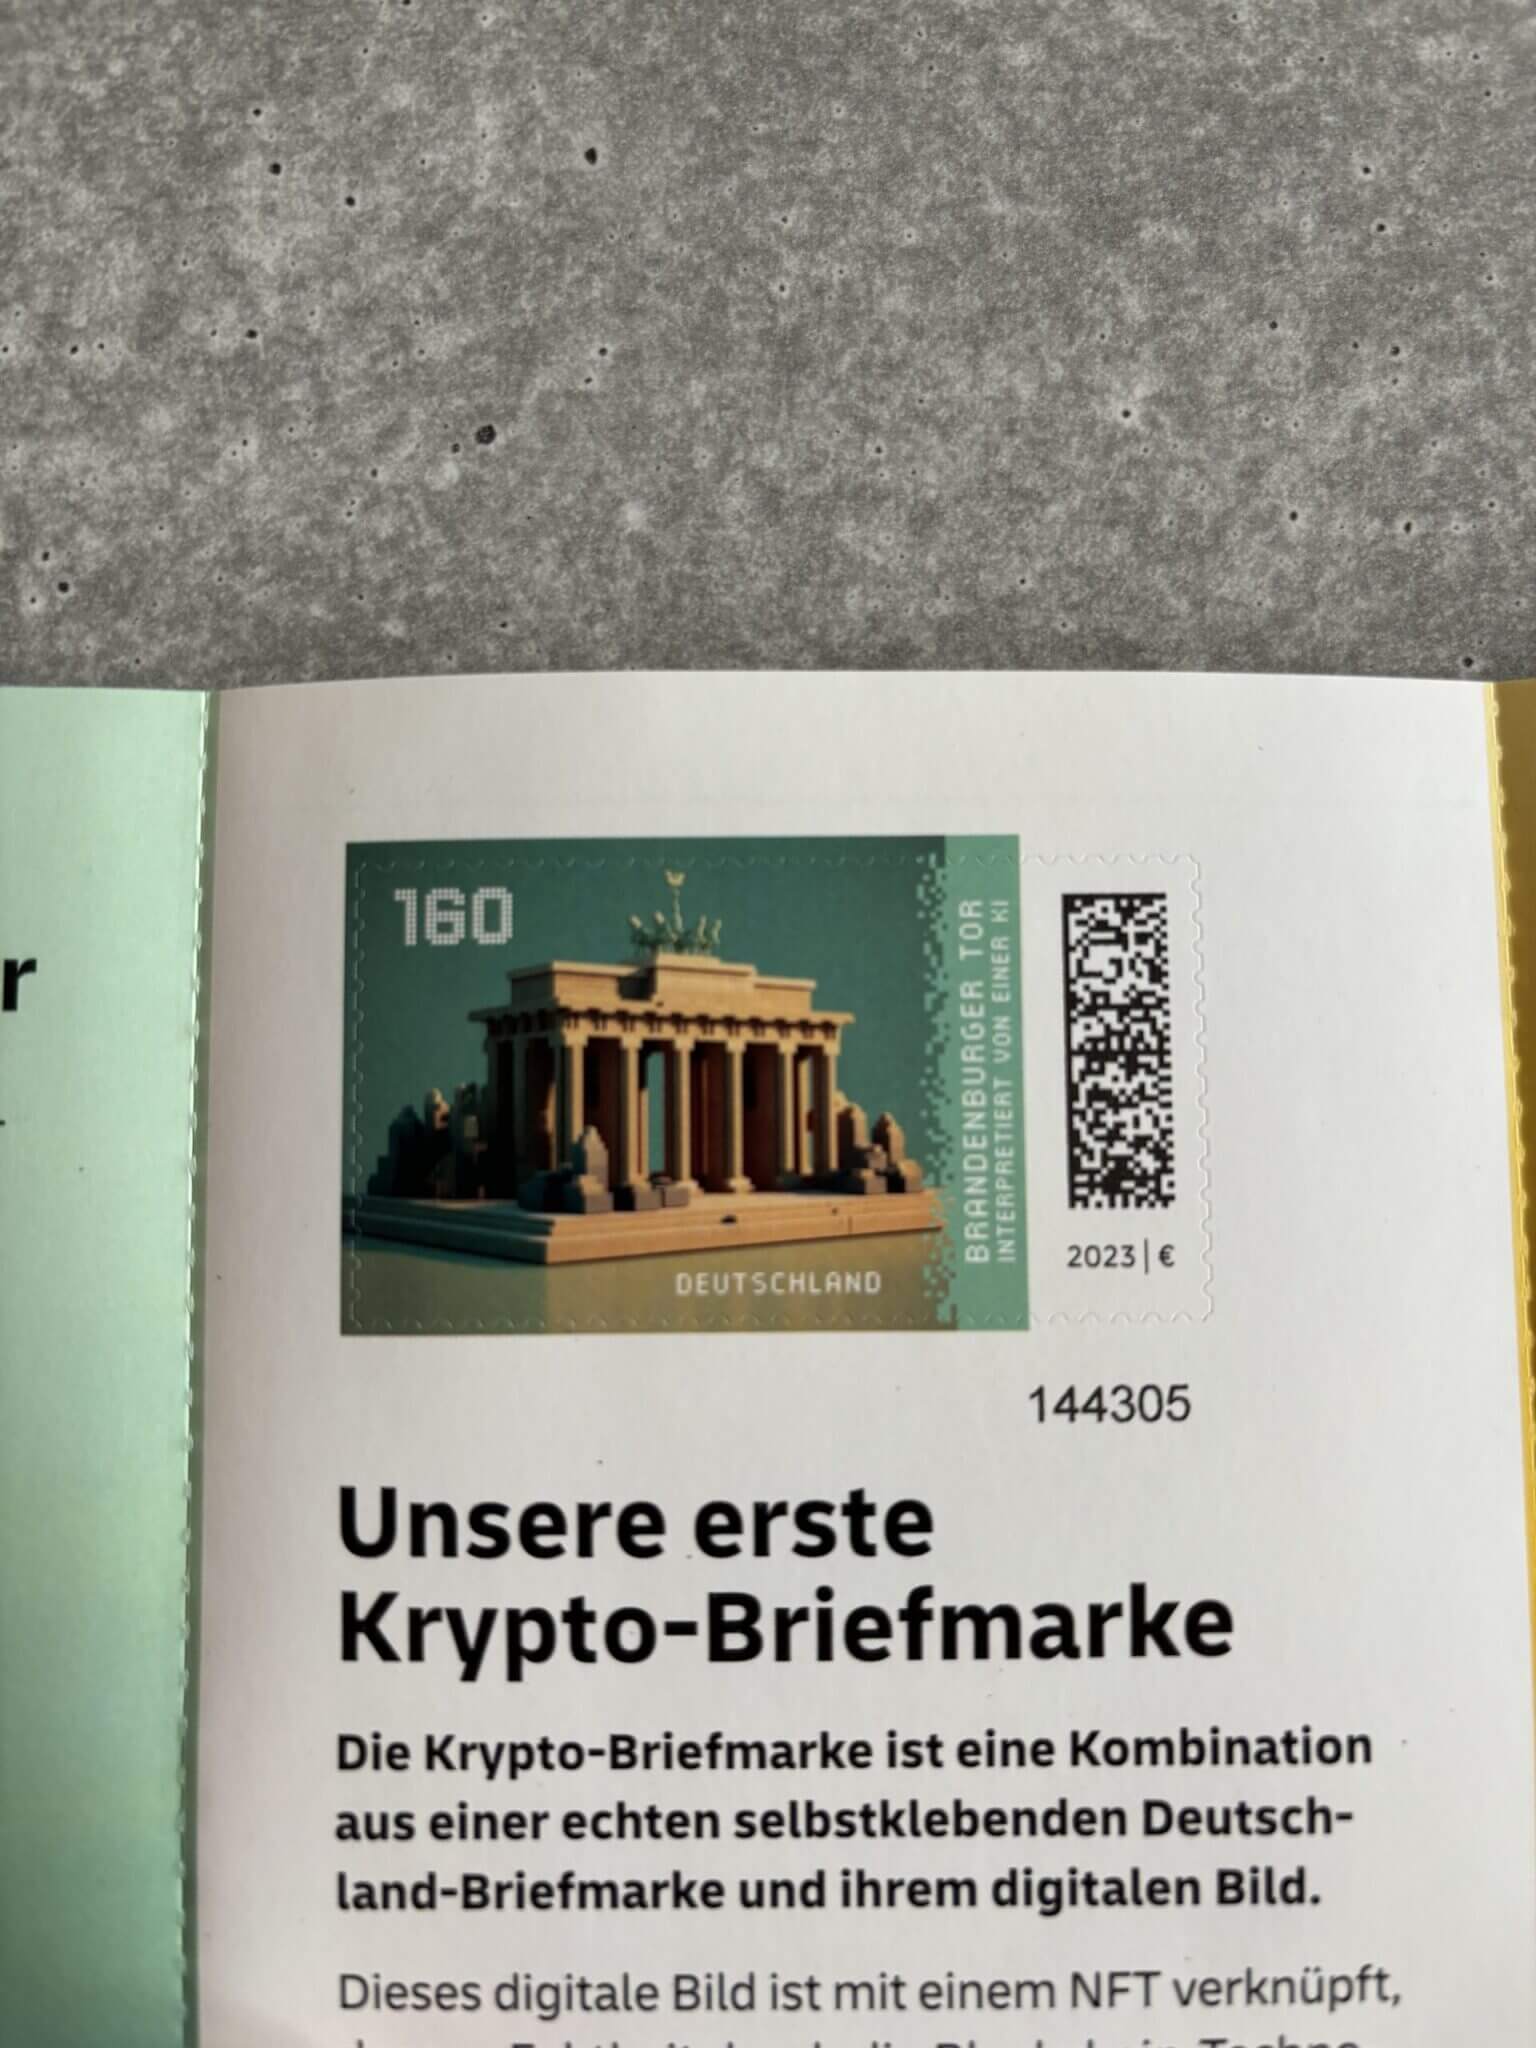 r
160
BRANDENBURGER TOR
INTERPRETIERT VON EINER KI
DEUTSCHLAND
2023 | €
144305
Unsere erste
Krypto-Briefmarke
Die Krypto-Briefmarke ist eine Kombination
aus einer echten selbstklebenden Deutsch-
land-Briefmarke und ihrem digitalen Bild.
Dieses digitale Bild ist mit einem NFT verknüpft,